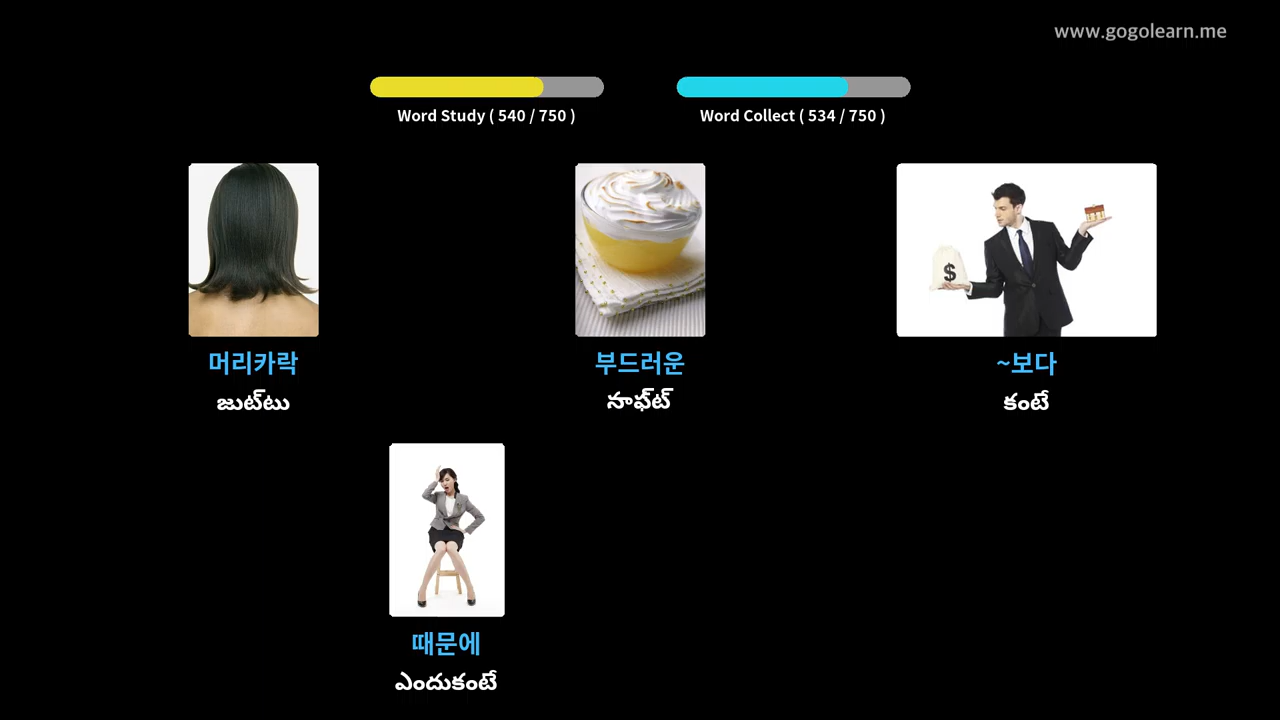 www.gogolearn.me
Word Study ( 540 / 750 )
Word Collect ( 534 / 750 )
머리카락
부드러운
~보다
జుట్‌టు
సాఫ్‌ట్
కంటే
$
때문에
ఎందుకంటే